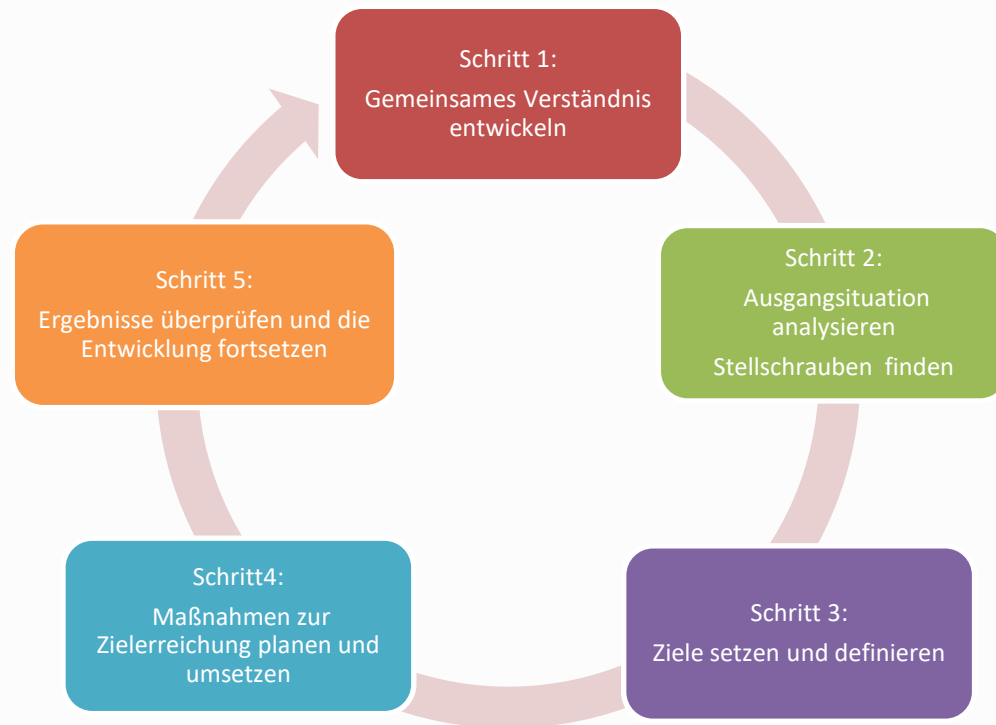 Schritt 1:
Gemeinsames Verständnis
entwickeln
Schritt 2:
Ausgangsituation
analysieren
Stellschrauben  finden
Schritt 3:
Ziele setzen und definieren
Schritt4:
Maßnahmen zur
Zielerreichung planen und
umsetzen
Schritt 5:
Ergebnisse überprüfen und die
Entwicklung fortsetzen